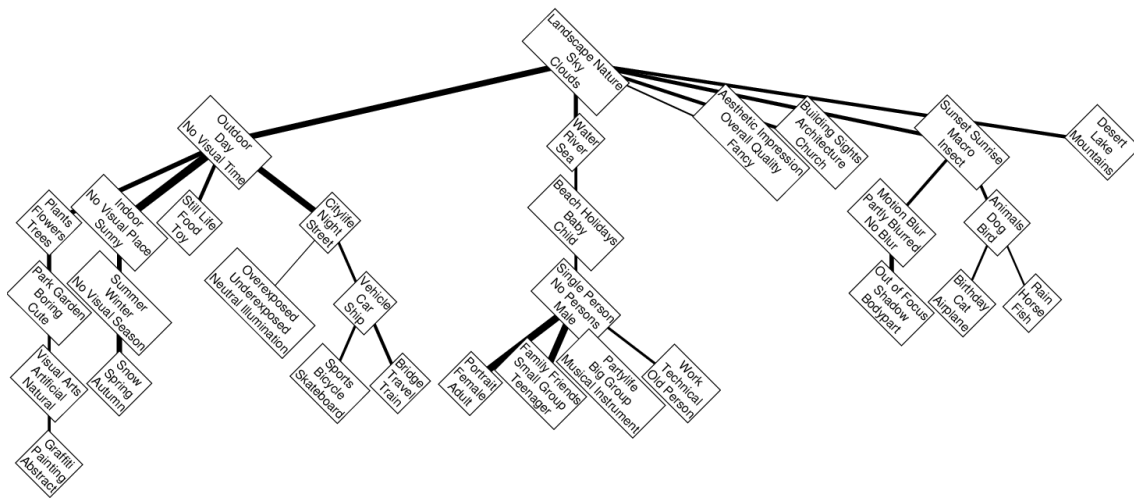 Landscape Nature
Sky
Clouds
Outdoor
Day
No Visual Time
Water
River
Sea
Aesthetic Impression
Overall Quality
Fancy
Building Sights
Architecture
Church
Sunset Sunrise
Macro
Insect
Desert
Lake
Mountains
Plants
Flowers
Trees
Indoor
No Visual Place
Sunny
Still Life
Food
Toy
Citylife
Night
Street
Beach Holidays
Baby
Child
Motion Blur
Partly Blurred
No Blur
Animals
Dog
Bird
Park Garden
Boring
Cute
Summer
Winter
No Visual Season
Overexposed
Underexposed
Neutral Illumination
Vehicle
Car
Ship
Single Person
No Persons
Male
Out of Focus
Shadow
Bodypart
Birthday
Cat
Airplane
Rain
Horse
Fish
Visual Arts
Artificial
Natural
Snow
Spring
Autumn
Sports
Bicycle
Skateboard
Bridge
Travel
Train
Portrait
Female
Adult
Family Friends
Small Group
Teenager
Partylife
Big Group
Musical Instrument
Work
Technical
Old Person
Graffiti
Painting
Abstract